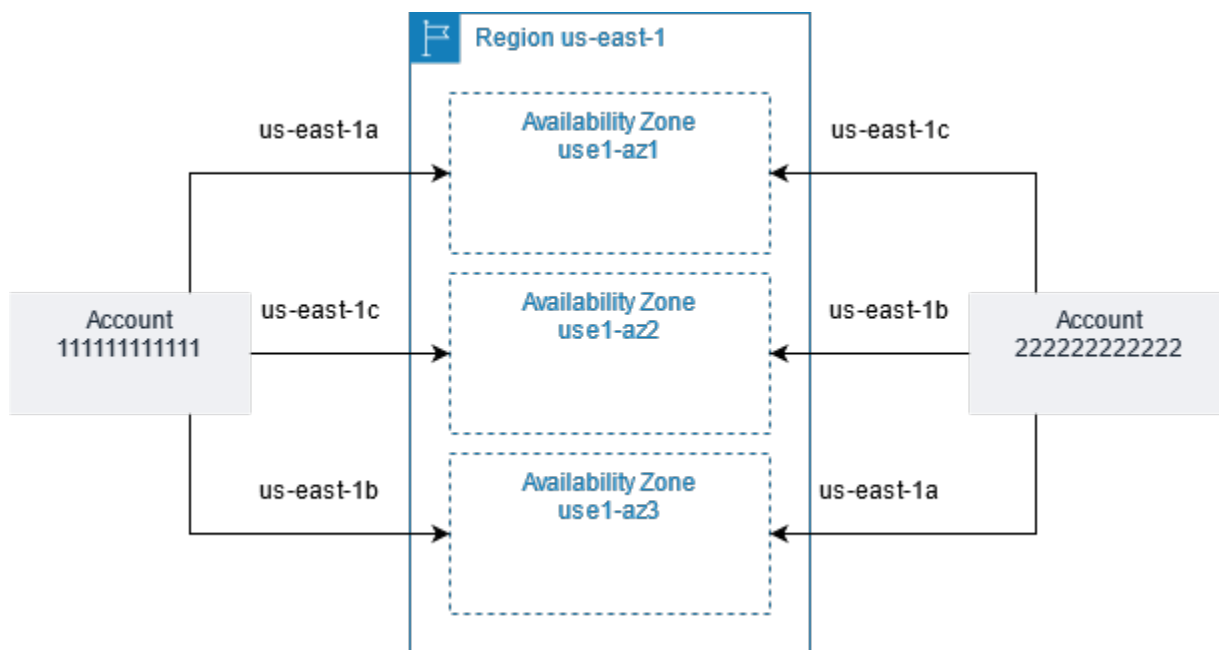 Region us-east-1
us-east-1a
Availability Zone
use1-az1
us-east-1c
Account
111111111111
us-east-1c
Availability Zone
use1-az2
us-east-1b
Account
222222222222
us-east-1b
Availability Zone
use1-az3
us-east-1a